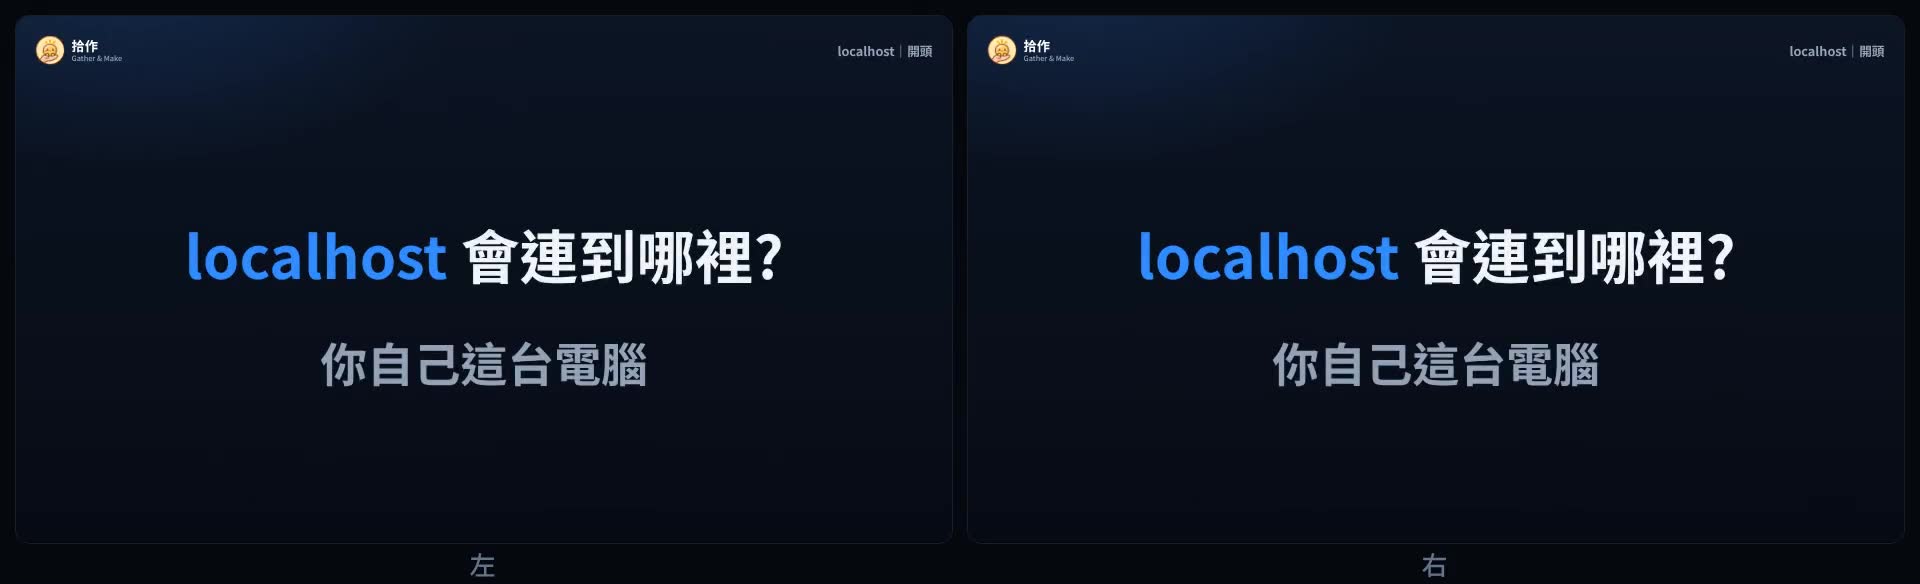 拾作
Gather & Make
localhost｜開頭
localhost 會連到哪裡?
你自己這台電腦
左
拾作
Gather & Make
localhost｜開頭
localhost 會連到哪裡?
你自己這台電腦
右